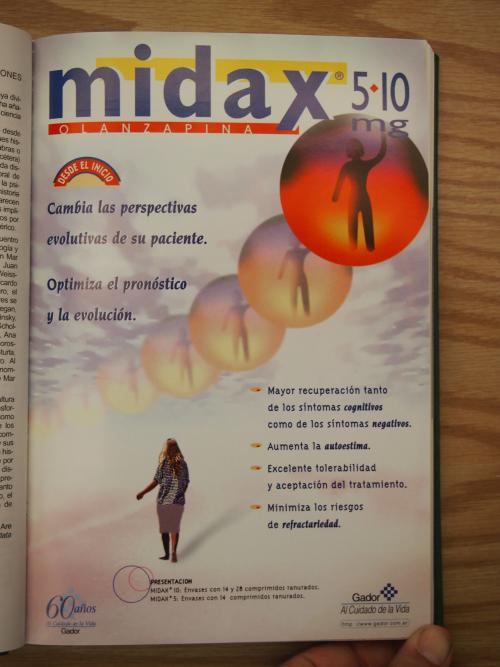 midax® 5·10
mg
OLANZAPINA
DESDE EL INICIO
Cambia las perspectivas
evolutivas de su paciente.
Optimiza el pronóstico
y la evolución.
Mayor recuperación tanto
de los síntomas cognitivos
como de los síntomas negativos.
Aumenta la autoestima.
Excelente tolerabilidad
y aceptación del tratamiento.
Minimiza los riesgos
de refractariedad.
PRESENTACION
MIDAX® 10: Envases con 14 y 28 comprimidos ranurados.
MIDAX® 5: Envases con 14 comprimidos ranurados.
60 años
Al Cuidado de la Vida
Gador
Gador
Al Cuidado de la Vida
http://www.gador.com.ar